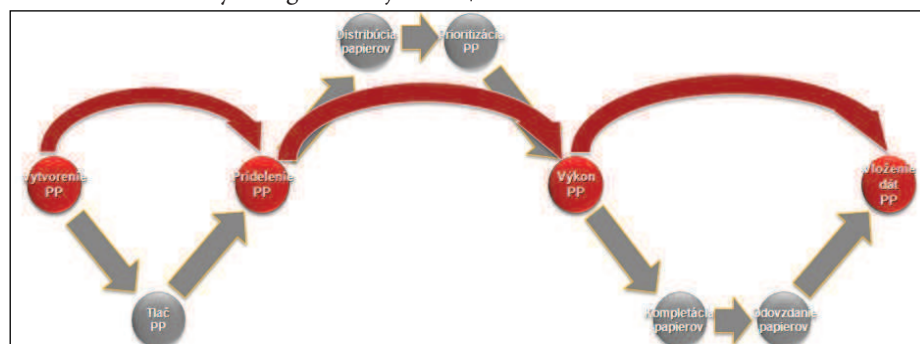 Distribúcia
papierov
Prioritizácia
PP
Vytvorenie
PP
Pridelenie
PP
Výkon
PP
Vloženie
dát
PP
Tlač
PP
Kompletácia
papierov
Odovzdanie
papierov